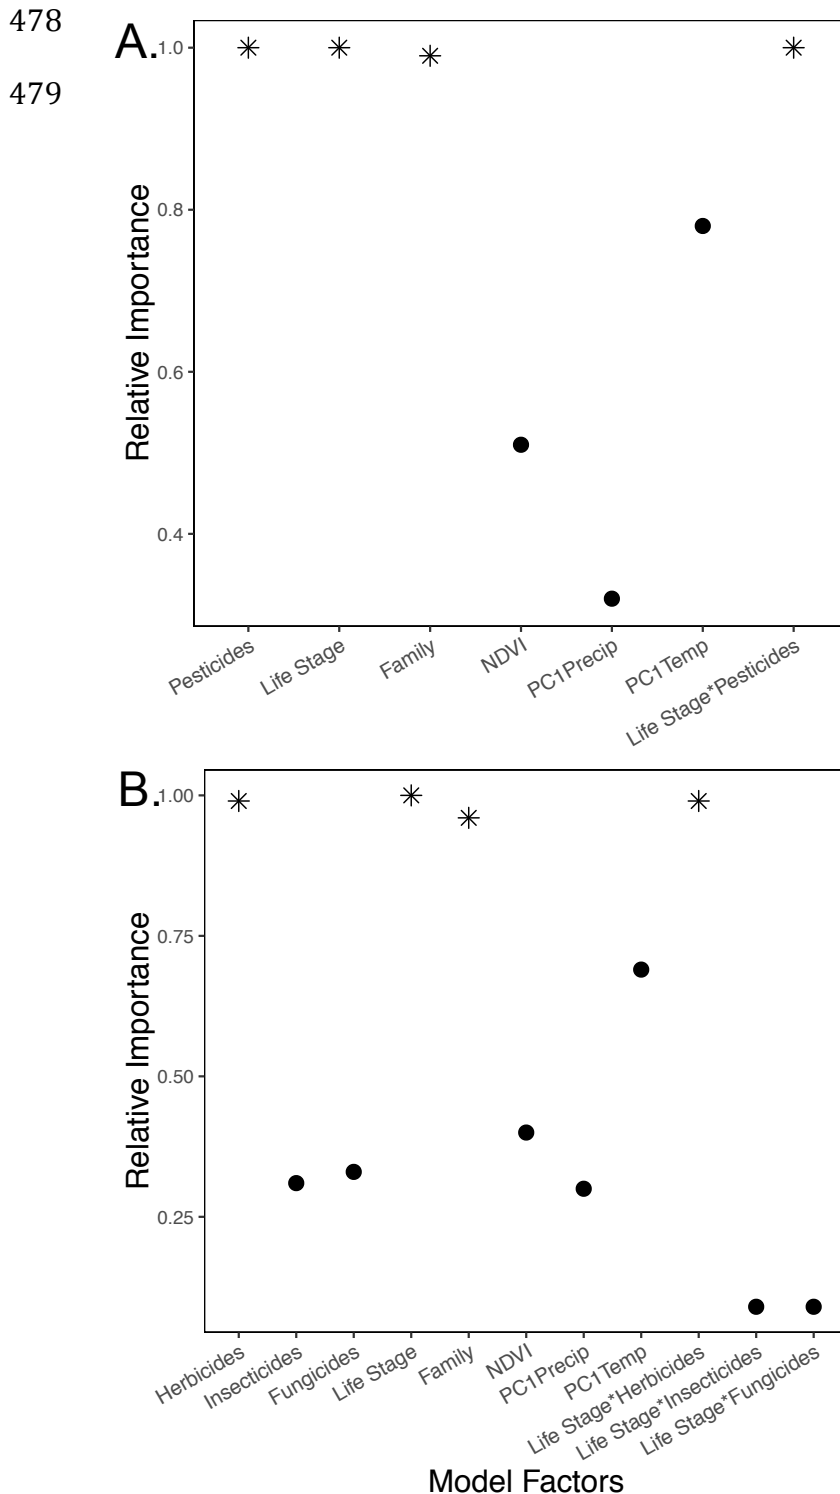 478
479
A.
Relative Importance
1.0
0.8
0.6
0.4
Pesticides
Life Stage
Family
NDVI
PC1Precip
PC1Temp
Life Stage*Pesticides
B.
Relative Importance
1.00
0.75
0.50
0.25
Herbicides
Insecticides
Fungicides
Life Stage
Family
NDVI
PC1Precip
PC1Temp
Life Stage*Herbicides
Life Stage*Insecticides
Life Stage*Fungicides
Model Factors